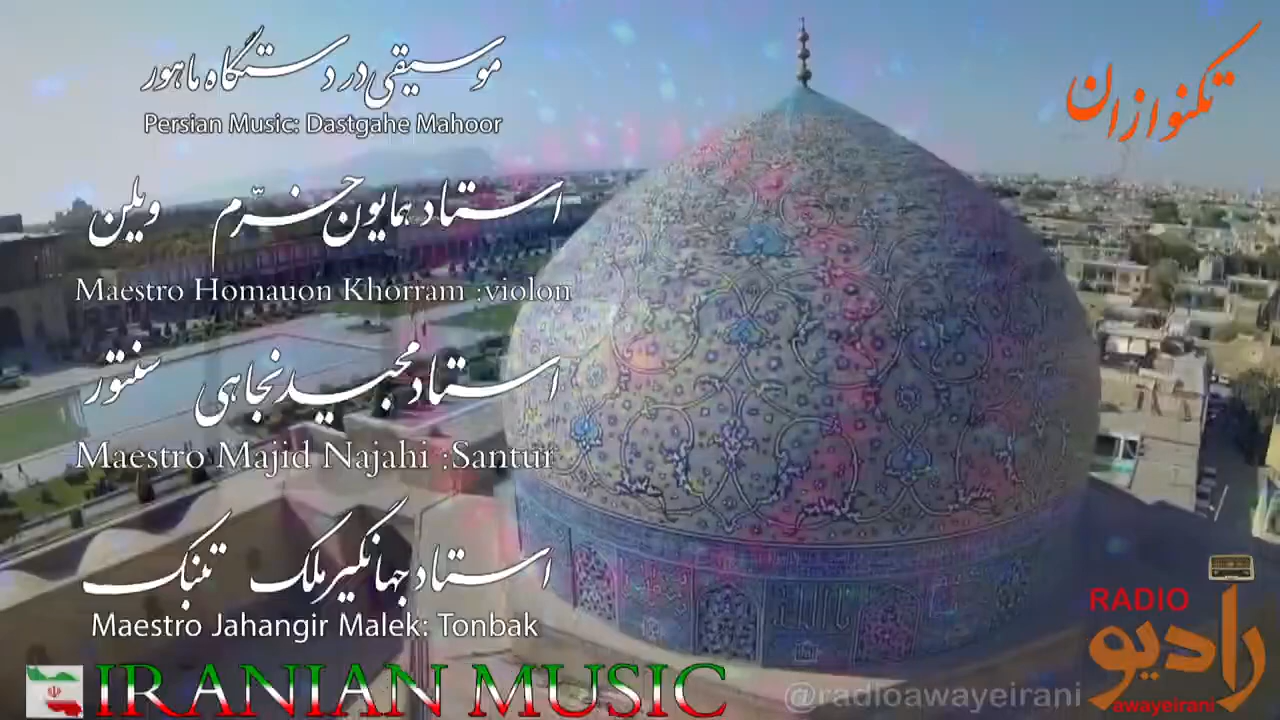 موسیقی در دستگاه ماهور
Persian Music: Dastgahe Mahoor
تکنوازان
استاد همایون خرّم ویلن
Maestro Homauon Khorram :violon
استاد مجید نجاهی سنتور
Maestro Majid Najahi :Santur
استاد جهانگیر ملک تنبک
Maestro Jahangir Malek: Tonbak
IRANIAN MUSIC
@radioawayeirani
RADIO
رادیو
awayeirani